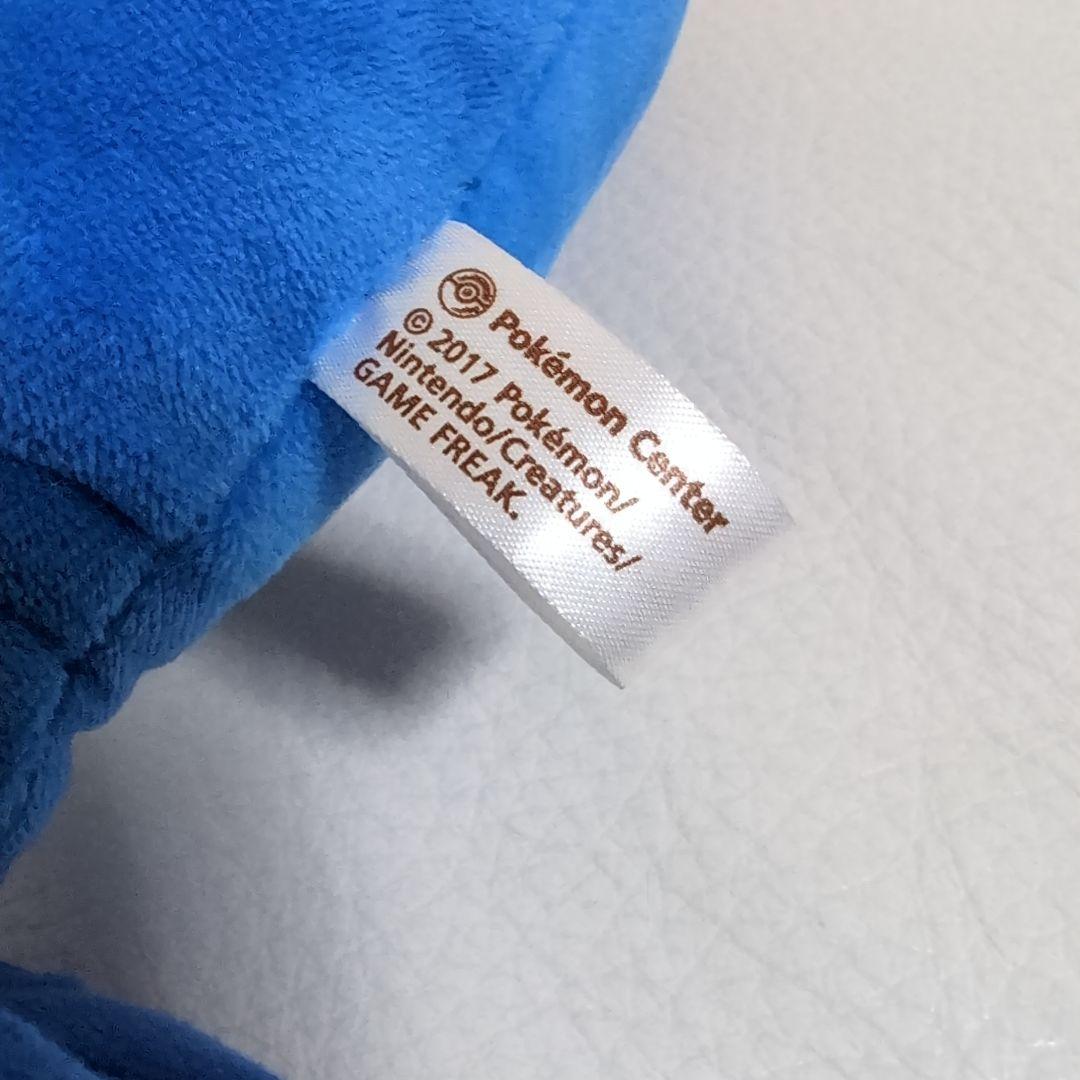 Pokémon Center
© 2017 Pokémon/
Nintendo/Creatures/
GAME FREAK.